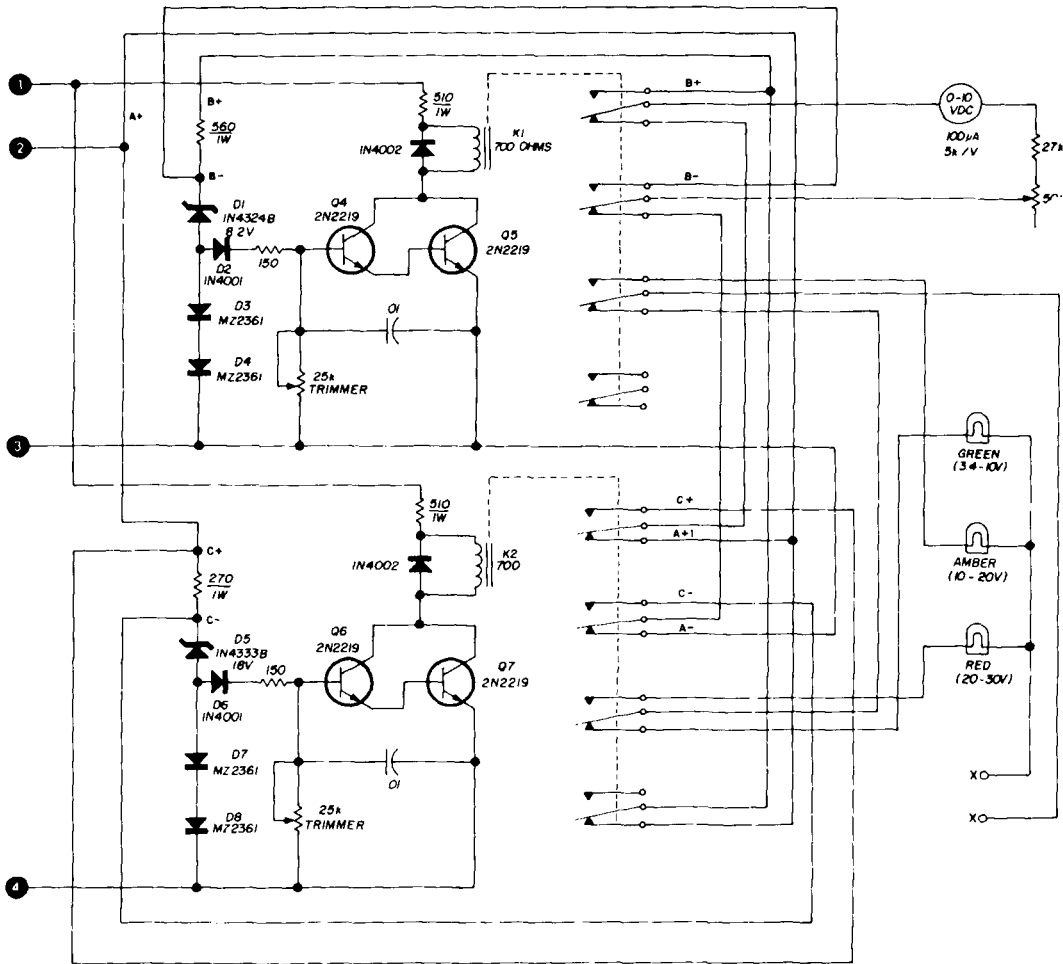 1
B+
A+
560
1W
2
B-
510
1W
1N4002
K1
700 OHMS
D1
1N4324B
8.2V
Q4
2N2219
Q5
2N2219
D2
1N4001
150
D3
MZ2361
01
D4
MZ2361
25k
TRIMMER
3
B+
B-
0-10
VDC
100µA
5k/V
27k
GREEN
(3.4-10V)
AMBER
(10-20V)
RED
(20-30V)
X
X
C+
270
1W
C-
510
1W
1N4002
K2
700
D5
1N4333B
18V
Q6
2N2219
Q7
2N2219
D6
1N4001
150
D7
MZ2361
01
D8
MZ2361
25k
TRIMMER
4
C+
A+1
C-
A-